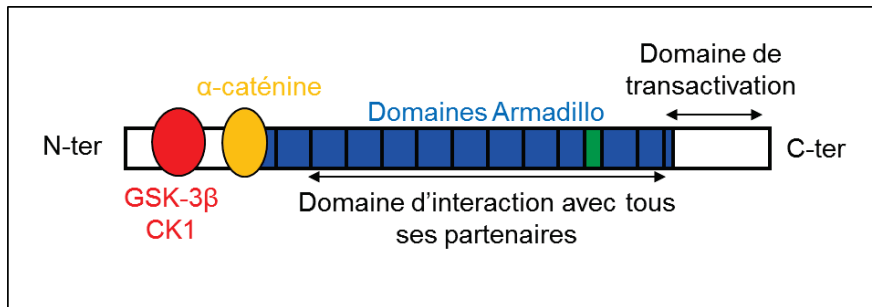 Domaine de
transactivation
α-caténine
Domaines Armadillo
N-ter
C-ter
GSK-3β
CK1
Domaine d’interaction avec tous
ses partenaires